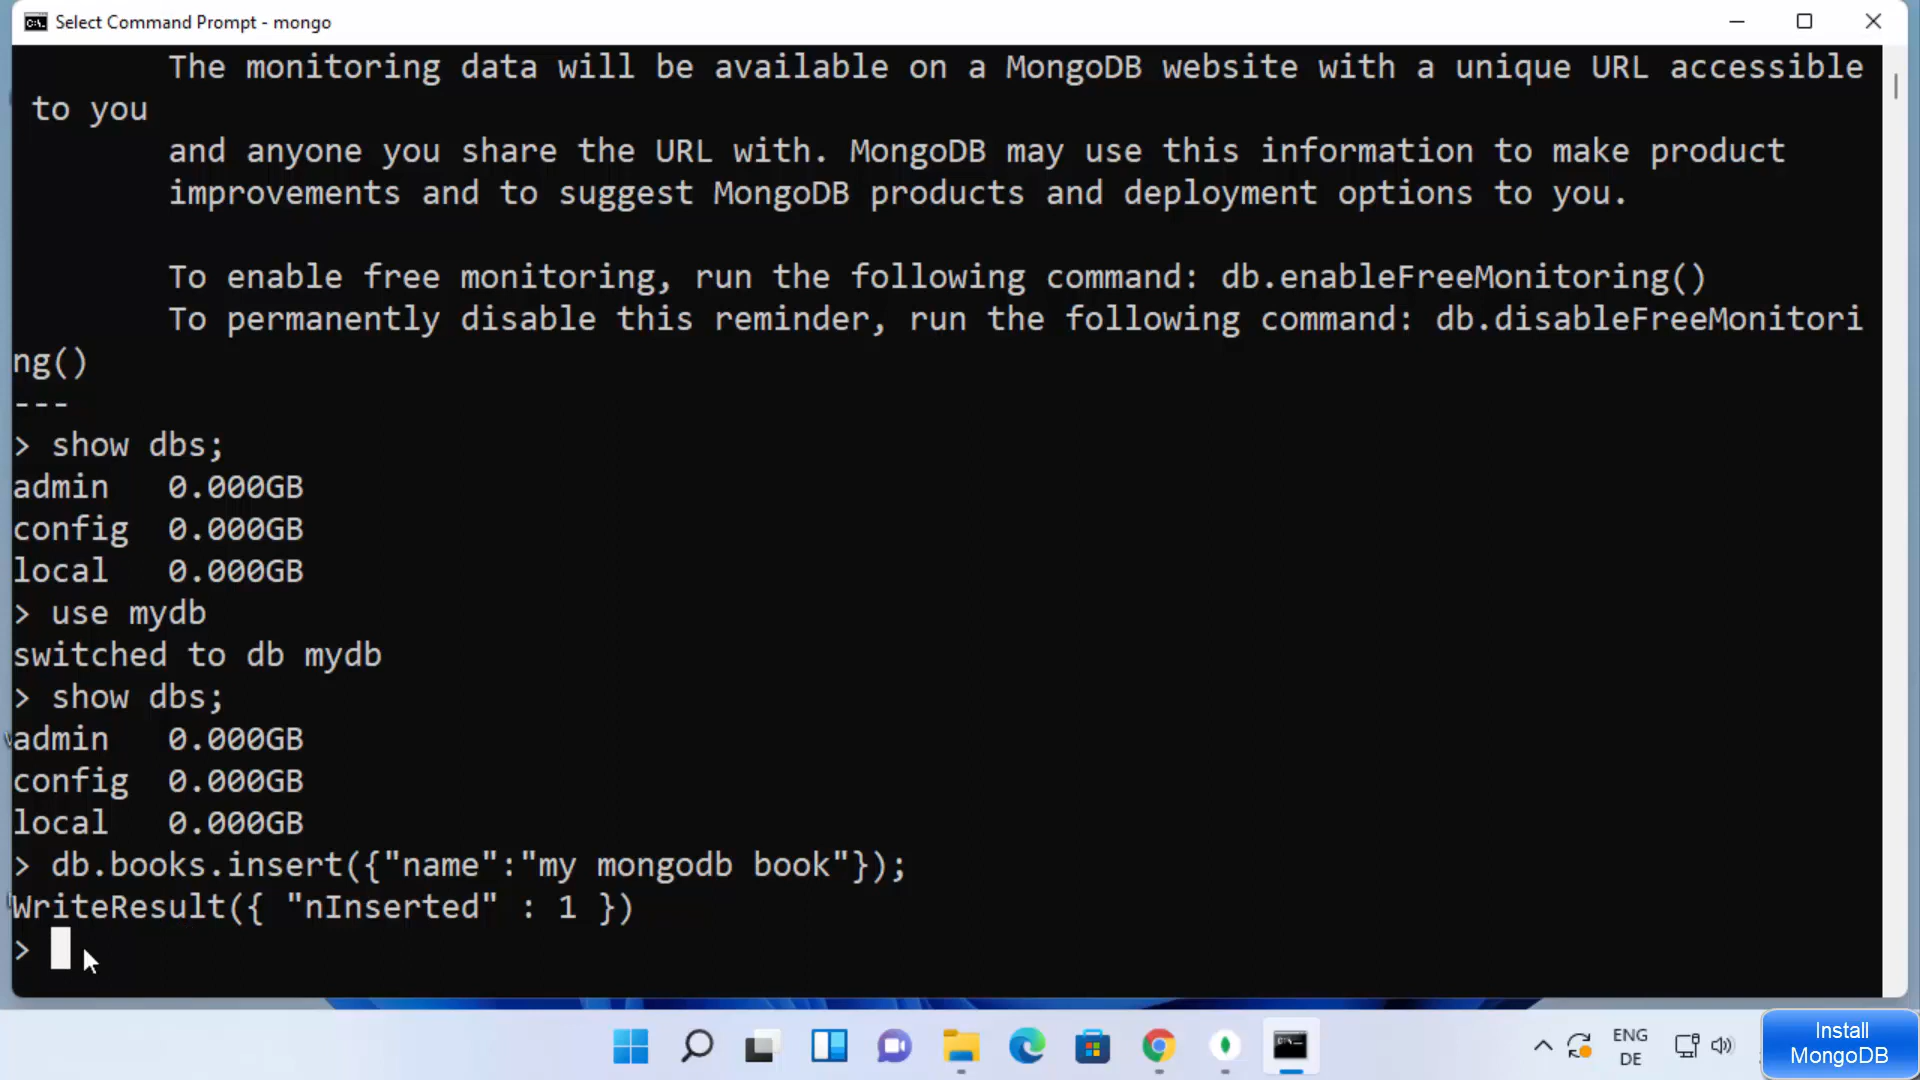 Select Command Prompt - mongo
The monitoring data will be available on a MongoDB website with a unique URL accessible
to you
and anyone you share the URL with. MongoDB may use this information to make product
improvements and to suggest MongoDB products and deployment options to you.
To enable free monitoring, run the following command: db.enableFreeMonitoring()
To permanently disable this reminder, run the following command: db.disableFreeMonitori
ng()
---
> show dbs;
admin   0.000GB
config  0.000GB
local   0.000GB
> use mydb
switched to db mydb
> show dbs;
admin   0.000GB
config  0.000GB
local   0.000GB
> db.books.insert({"name":"my mongodb book"});
WriteResult({ "nInserted" : 1 })
>
ENG
DE
Install
MongoDB